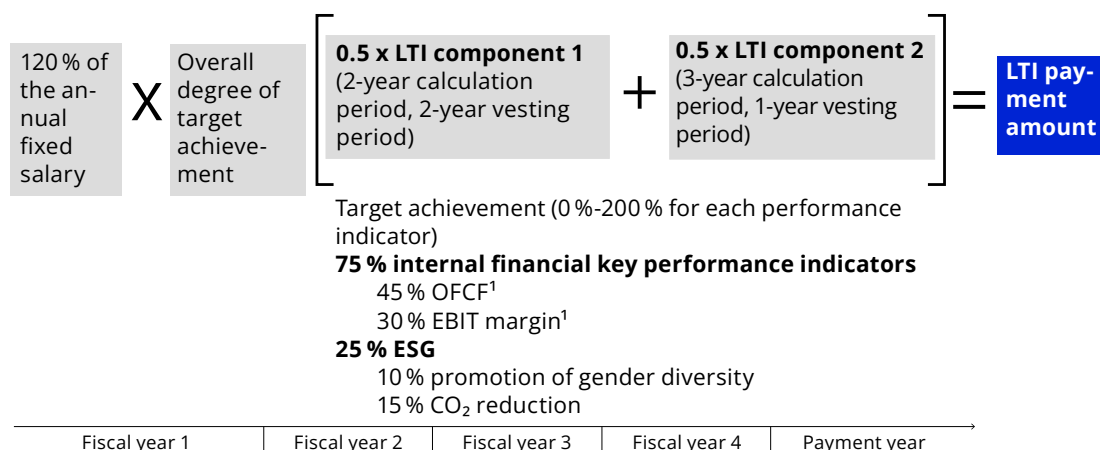 120 % of
the an-
nual
fixed
salary
X
Overall
degree of
target
achieve-
ment
0.5 x LTI component 1
(2-year calculation
period, 2-year vesting
period)
+
0.5 x LTI component 2
(3-year calculation
period, 1-year vesting
period)
=
LTI pay-
ment
amount
Target achievement (0 %-200 % for each performance
indicator)
75 % internal financial key performance indicators
45 % OFCF¹
30 % EBIT margin¹
25 % ESG
10 % promotion of gender diversity
15 % CO₂ reduction
Fiscal year 1
Fiscal year 2
Fiscal year 3
Fiscal year 4
Payment year